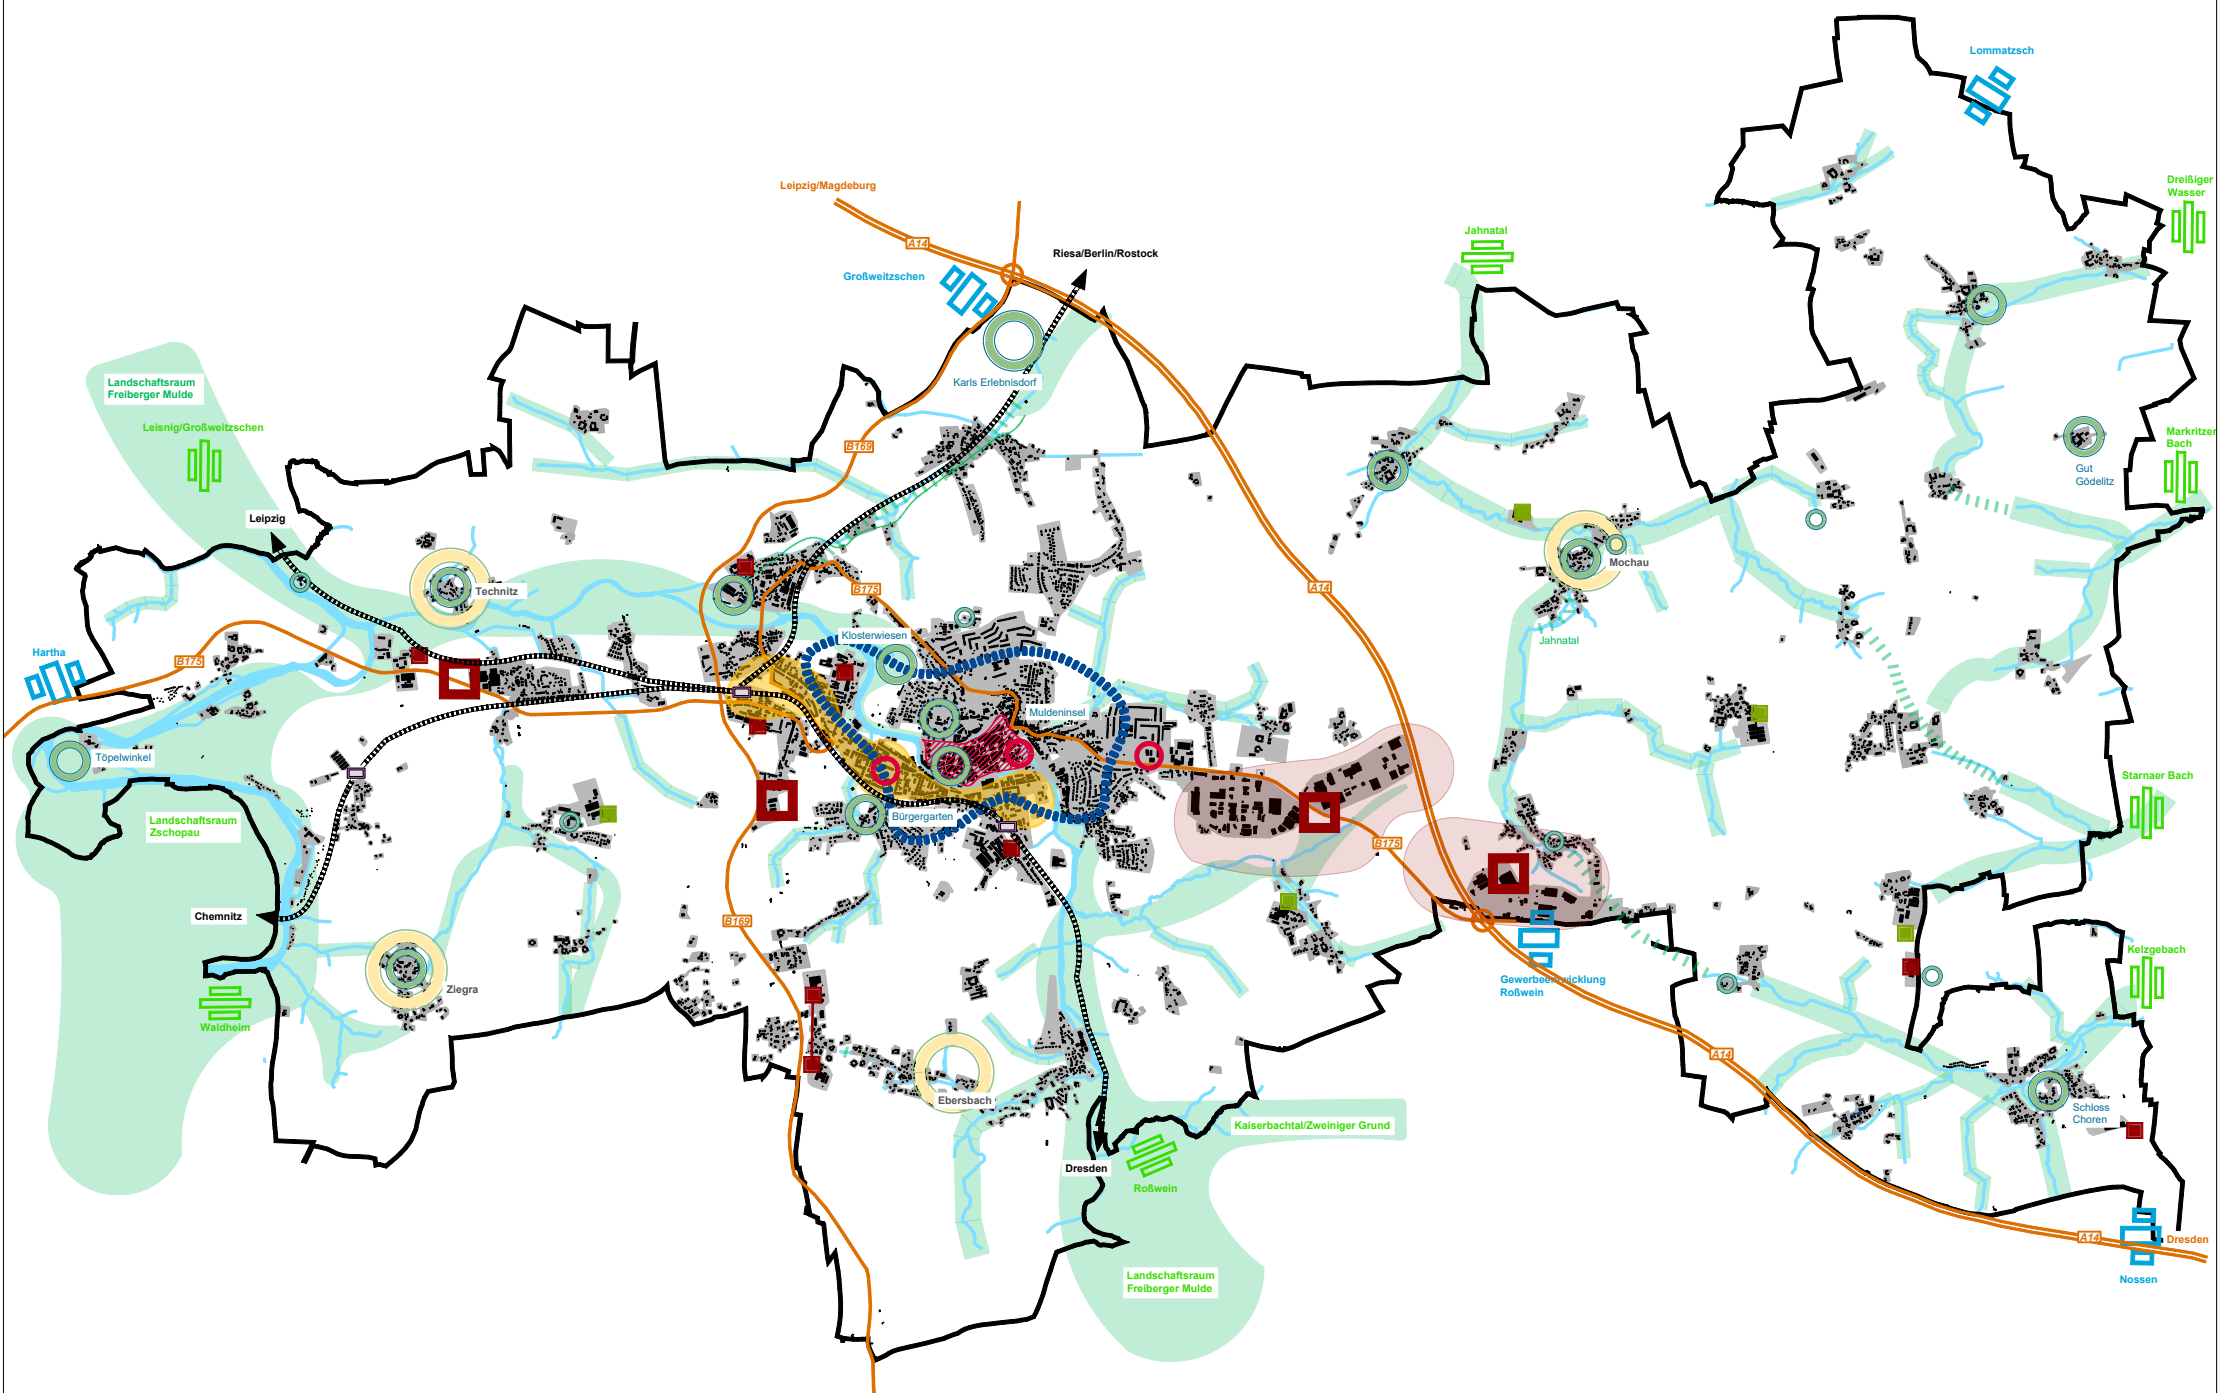 Lommatzsch
Dreißiger
Wasser
Leipzig/Magdeburg
A14
Jahnatal
Riesa/Berlin/Rostock
Großweitzschen
Karls Erlebnisdorf
Landschaftsraum
Freiberger Mulde
Leisnig/Großweitzschen
B169
Markritzer
Bach
Gut
Gödelitz
Leipzig
Mochau
Technitz
B175
A14
Klosterwiesen
Jahnatal
Hartha
B175
Muldeninsel
Töpelwinkel
Starnaer Bach
Landschaftsraum
Zschopau
Bürgergarten
B175
Chemnitz
B169
Kelzgebach
Gewerbeentwicklung
Roßwein
Ziegra
Waldheim
A14
Ebersbach
Schloss
Choren
Kaiserbachtal/Zweiniger Grund
Dresden
Roßwein
A14
Dresden
Landschaftsraum
Freiberger Mulde
Nossen